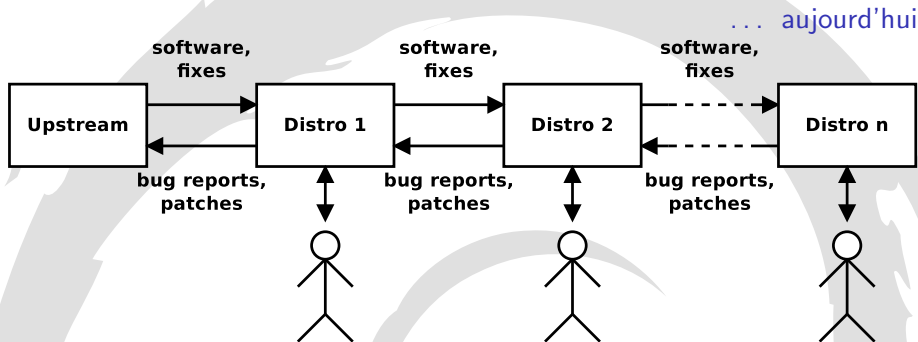 ... aujourd'hui
software,
fixes
software,
fixes
software,
fixes
Upstream
Distro 1
Distro 2
Distro n
bug reports,
patches
bug reports,
patches
bug reports,
patches